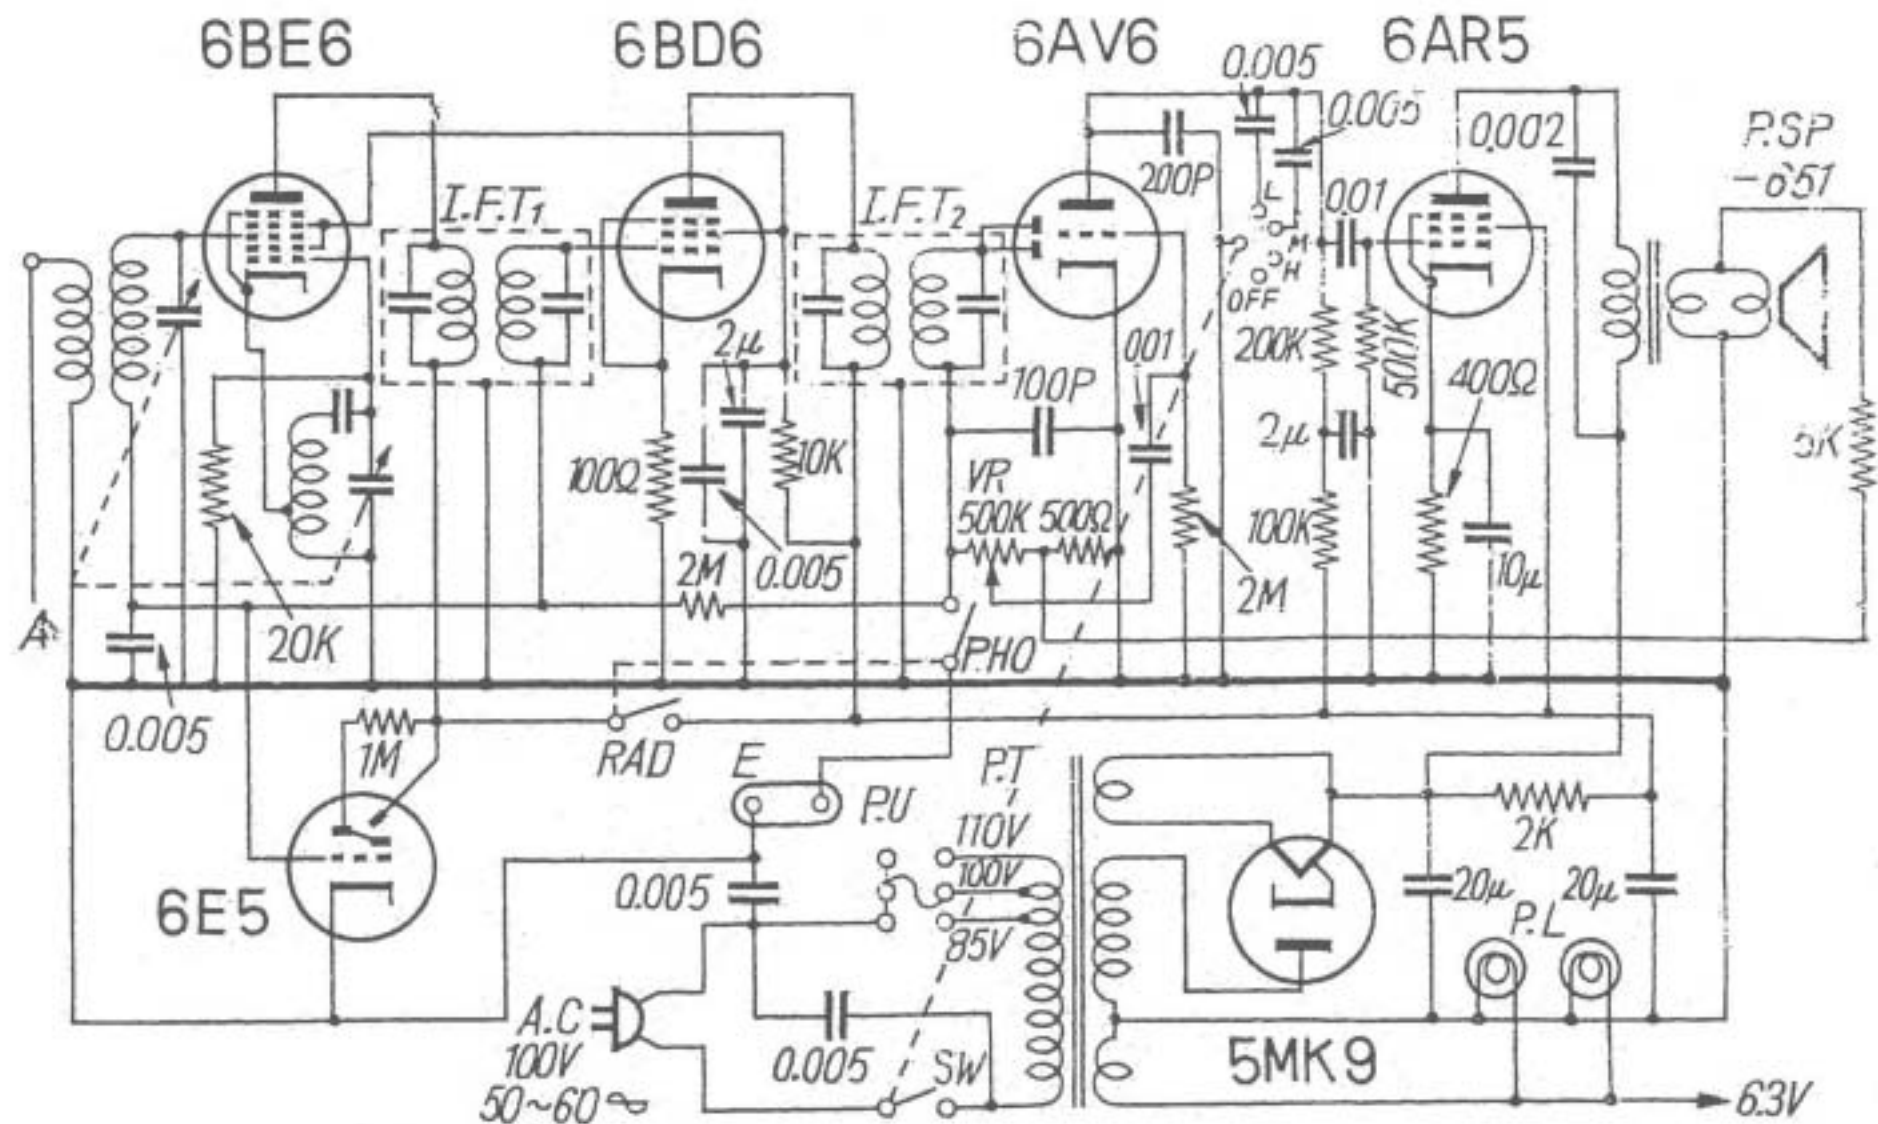 6BE6
6BD6
6AV6
6AR5
0.005
0.005
0.002
P.SP
-651
200P
I.F.T1
I.F.T2
L
M
H
OFF
0.01
2μ
100P
001
200K
500K
400Ω
5K
100Ω
10K
VR
500K
500Ω
2μ
100K
10μ
2M
0.005
2M
A
20K
PHO
0.005
1M
RAD
E
P.U
P.T
110V
100V
85V
2K
6E5
0.005
20μ
20μ
P.L
A.C
100V
50~60
0.005
SW
5MK9
6.3V